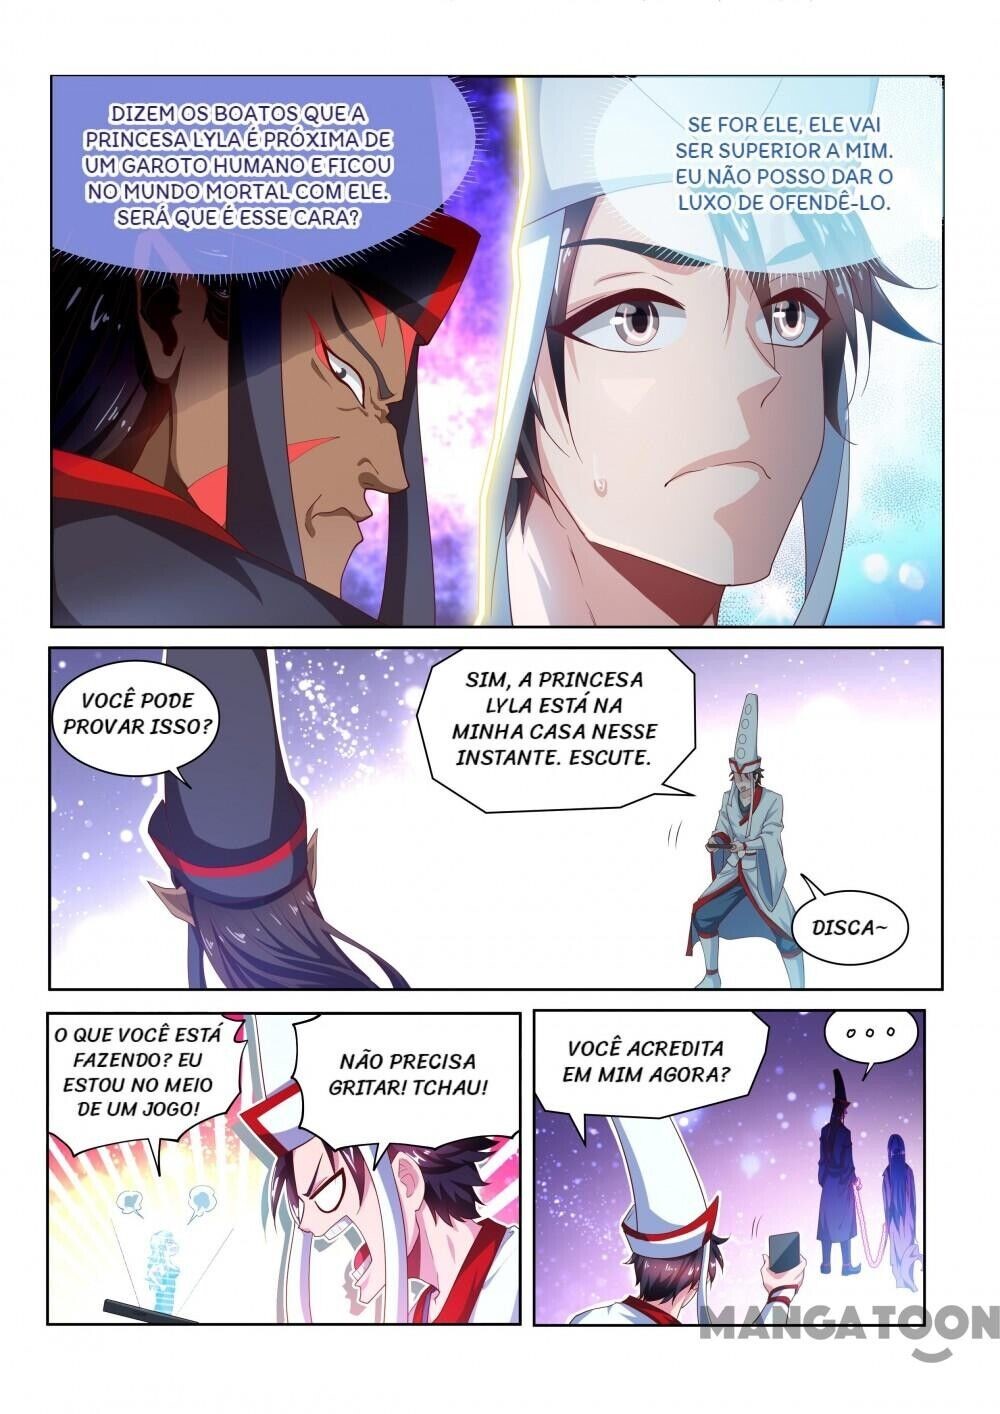 DIZEM OS BOATOS QUE A
PRINCESA LYLA É PRÓXIMA DE
UM GAROTO HUMANO E FICOU
NO MUNDO MORTAL COM ELE.
SERÁ QUE É ESSE CARA?
SE FOR ELE, ELE VAI
SER SUPERIOR A MIM.
EU NÃO POSSO DAR O
LUXO DE OFENDÊ-LO.
VOCÊ PODE
PROVAR ISSO?
SIM, A PRINCESA
LYLA ESTÁ NA
MINHA CASA NESSE
INSTANTE. ESCUTE.
DISCA~
O QUE VOCÊ ESTÁ
FAZENDO? EU
ESTOU NO MEIO
DE UM JOGO!
NÃO PRECISA
GRITAR! TCHAU!
VOCÊ ACREDITA
EM MIM AGORA?
...
MANGATOON